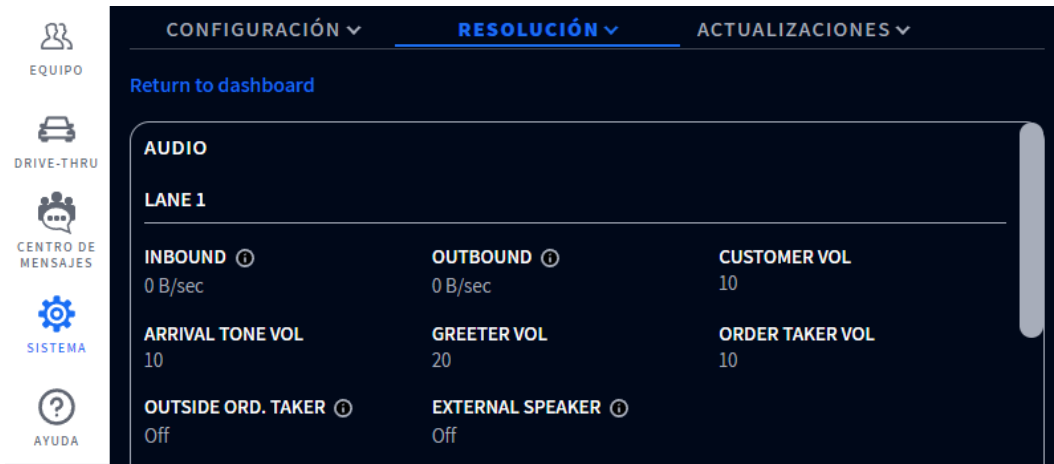 EQUIPO
DRIVE-THRU
CENTRO DE
MENSAJES
SISTEMA
AYUDA
CONFIGURACIÓN RESOLUCIÓN ACTUALIZACIONES
Return to dashboard
AUDIO
LANE 1
INBOUND OUTBOUND CUSTOMER VOL
0 B/sec 0 B/sec 10
ARRIVAL TONE VOL GREETER VOL ORDER TAKER VOL
10 20 10
OUTSIDE ORD. TAKER EXTERNAL SPEAKER
Off Off